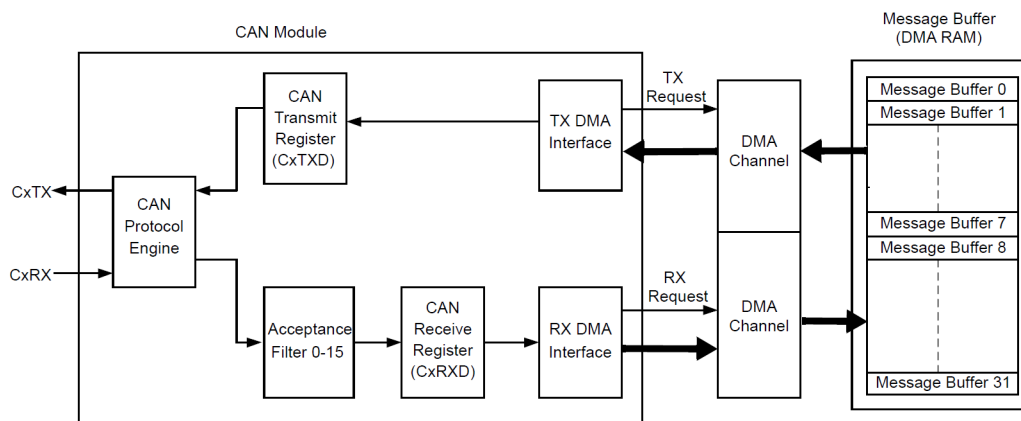 CAN Module
Message Buffer
(DMA RAM)
CAN
Transmit
Register
(CxTXD)
TX DMA
Interface
TX
Request
DMA
Channel
Message Buffer 0
Message Buffer 1
Message Buffer 7
Message Buffer 8
Message Buffer 31
CxTX
CxRX
CAN
Protocol
Engine
Acceptance
Filter 0-15
CAN
Receive
Register
(CxRXD)
RX DMA
Interface
RX
Request
DMA
Channel